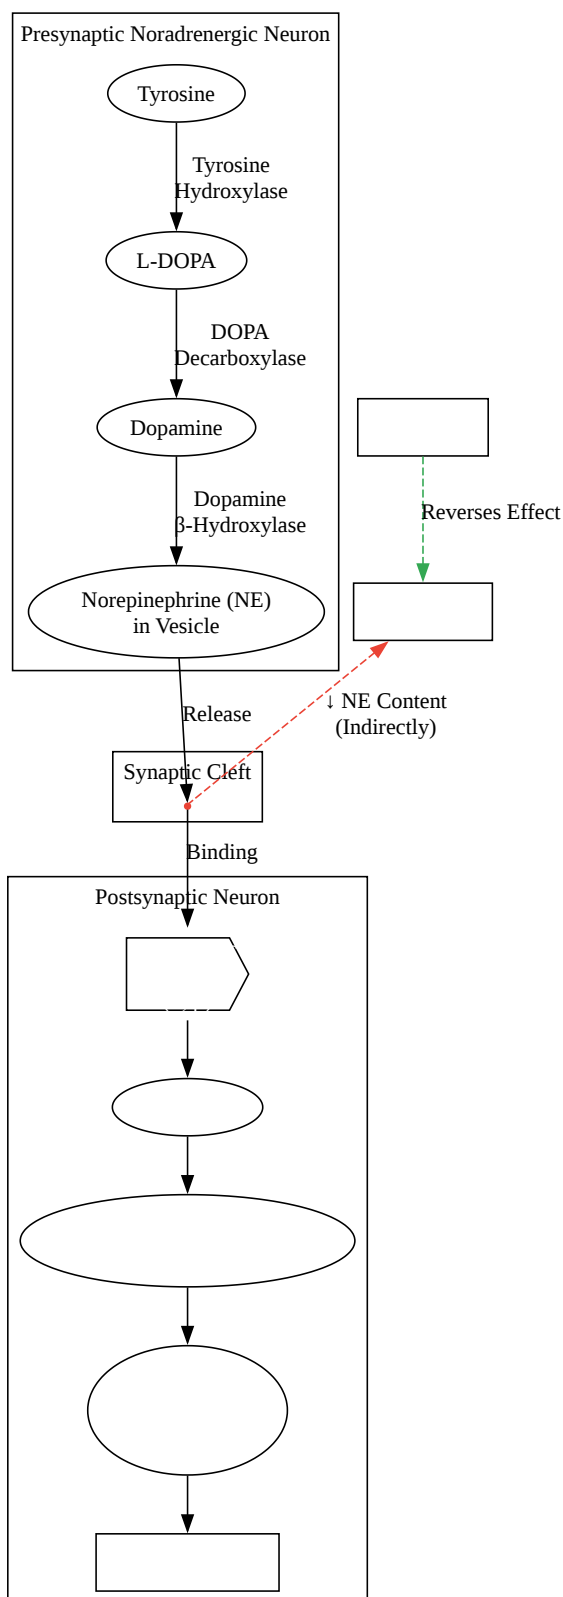 Presynaptic Noradrenergic Neuron
Tyrosine
Tyrosine
Hydroxylase
L-DOPA
DOPA
Decarboxylase
Dopamine
Dopamine
β-Hydroxylase
Reverses Effect
Norepinephrine (NE)
in Vesicle
↓ NE Content
(Indirectly)
Release
Synaptic Cleft
Binding
Postsynaptic Neuron